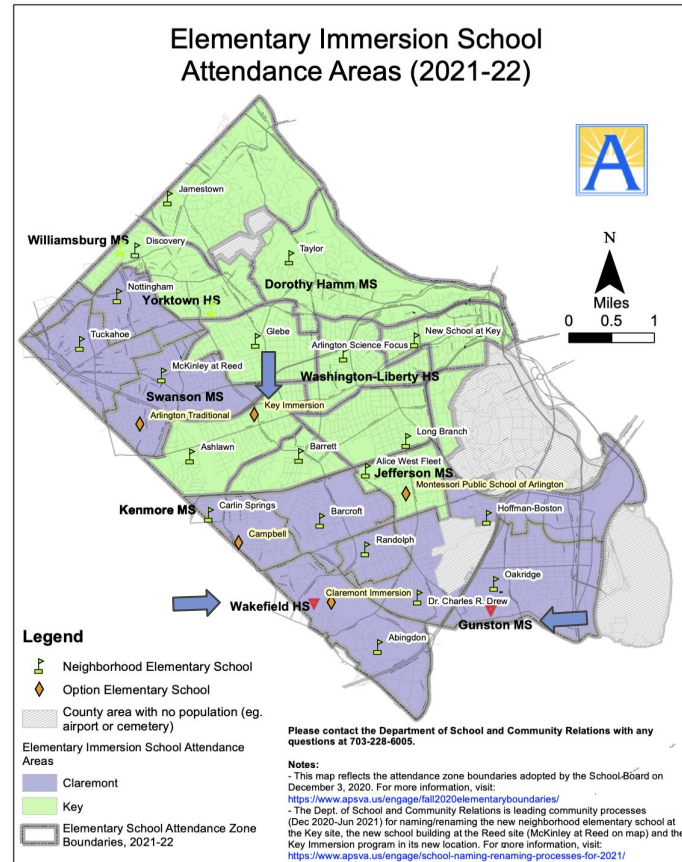 Elementary Immersion School
Attendance Areas (2021-22)
A
Jamestown
Williamsburg MS
Discovery
Taylor
N
Nottingham
Dorothy Hamm MS
Yorktown HS
Miles
0 0.5 1
Tuckahoe
Glebe
New School at Key
Arlington Science Focus
McKinley at Reed
Washington-Liberty HS
Swanson MS
Key Immersion
Arlington Traditional
Long Branch
Ashlawn
Barrett
Alice West Fleet
Jefferson MS
Montessori Public School of Arlington
Kenmore MS
Carlin Springs
Hoffman-Boston
Barcroft
Campbell
Randolph
Oakridge
Claremont Immersion
Wakefield HS
Dr. Charles R. Drew
Gunston MS
Abingdon
Legend
Neighborhood Elementary School
Option Elementary School
County area with no population (eg.
airport or cemetery)
Elementary Immersion School Attendance
Areas
Claremont
Key
Elementary School Attendance Zone
Boundaries, 2021-22
Please contact the Department of School and Community Relations with any
questions at 703-228-6005.
Notes:
- This map reflects the attendance zone boundaries adopted by the School Board on
December 3, 2020. For more information, visit:
https://www.apsva.us/engage/fall2020elementaryboundaries/
- The Dept. of School and Community Relations is leading community processes
(Dec 2020-Jun 2021) for naming/renaming the new neighborhood elementary school at
the Key site, the new school building at the Reed site (McKinley at Reed on map) and the
Key Immersion program in its new location. For more information, visit:
https://www.apsva.us/engage/school-naming-renaming-processes-for-2021/